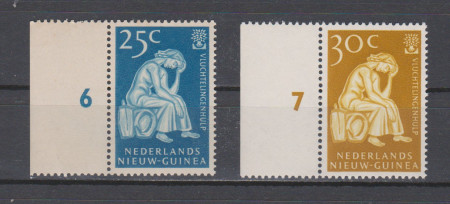 6
25c
VLUCHTELINGENHULP
NEDERLANDS
NIEUW-GUINEA
7
30c
VLUCHTELINGENHULP
NEDERLANDS
NIEUW-GUINEA